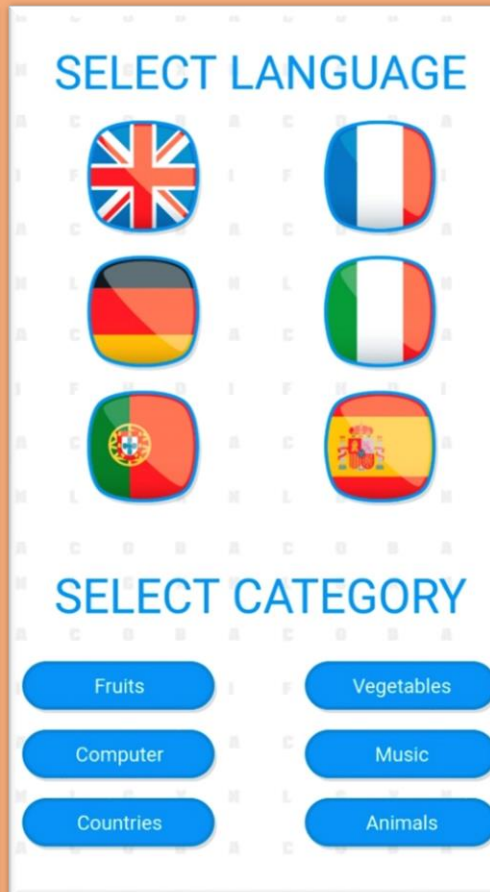 SELECT LANGUAGE
SELECT CATEGORY
Fruits
Vegetables
Computer
Music
Countries
Animals